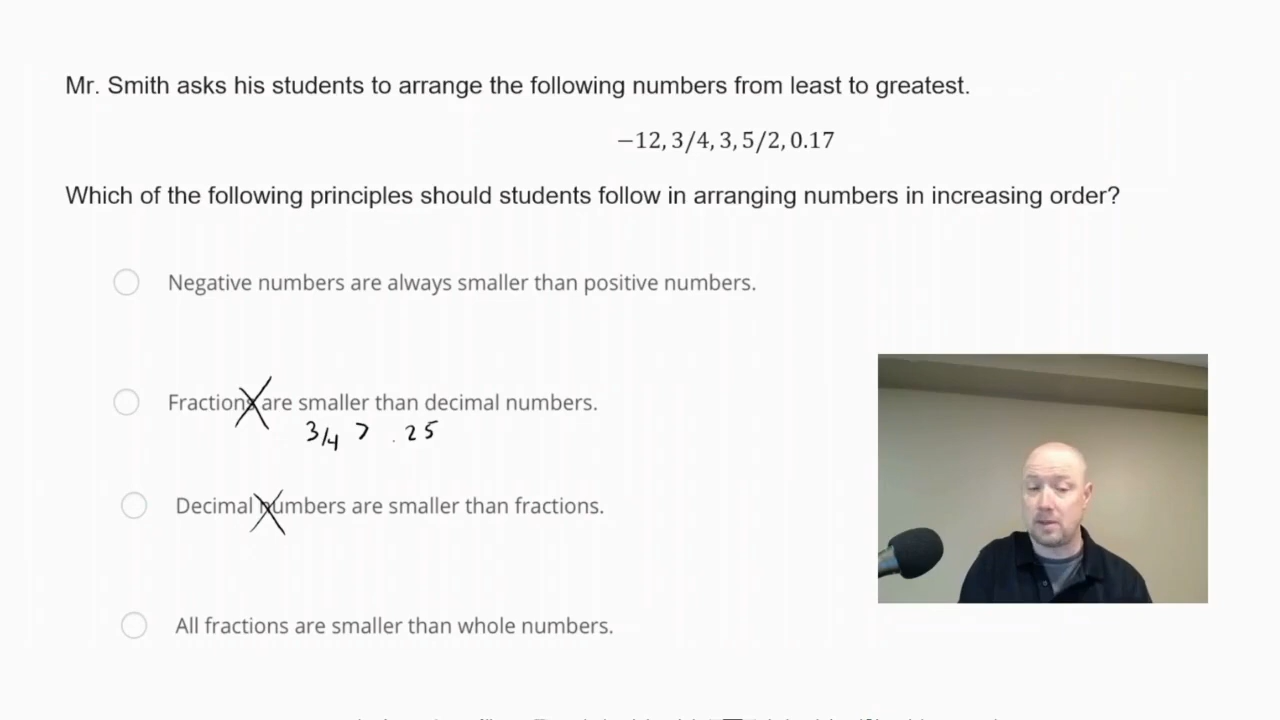 Mr. Smith asks his students to arrange the following numbers from least to greatest.
−12, 3/4, 3, 5/2, 0.17
Which of the following principles should students follow in arranging numbers in increasing order?
Negative numbers are always smaller than positive numbers.
Fractions are smaller than decimal numbers.
3/4 > .25
Decimal numbers are smaller than fractions.
All fractions are smaller than whole numbers.